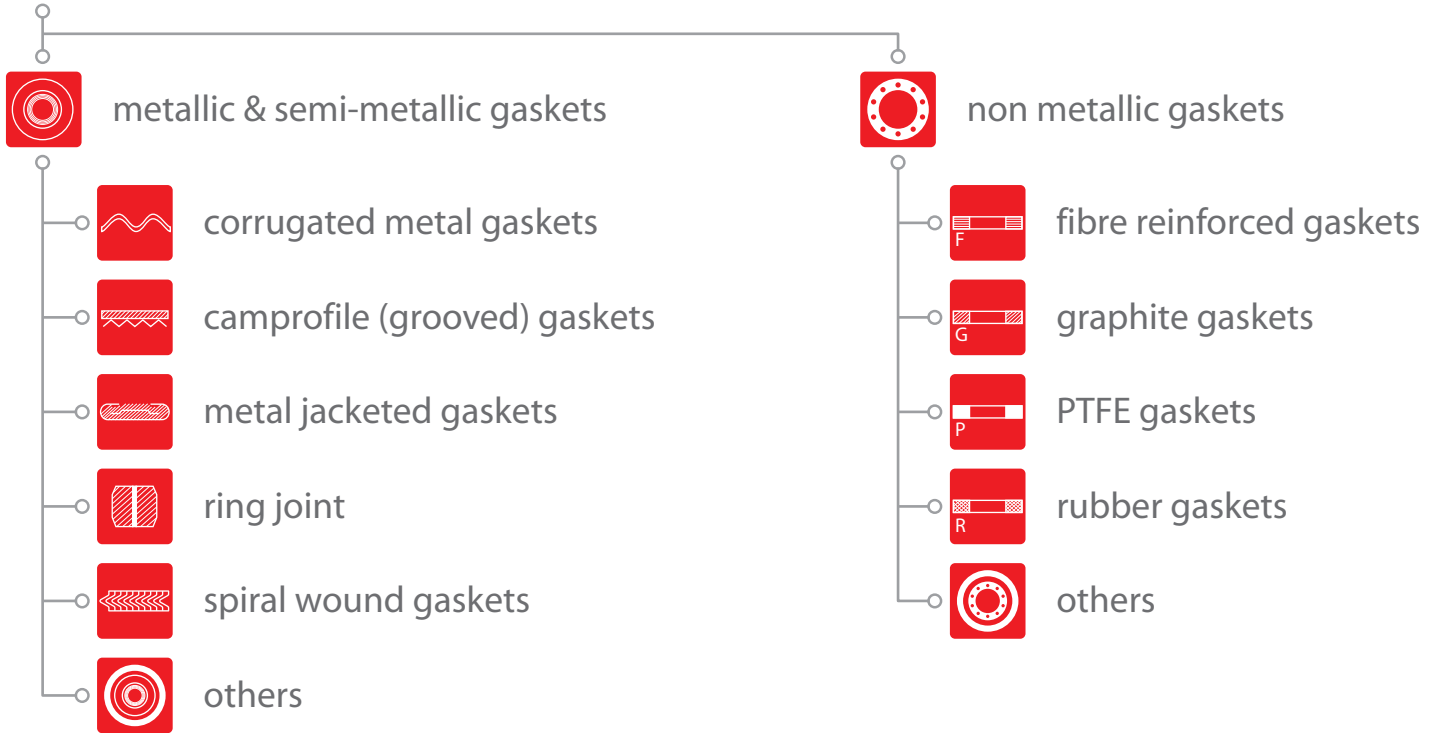 metallic & semi-metallic gaskets
corrugated metal gaskets
camprofile (grooved) gaskets
metal jacketed gaskets
ring joint
spiral wound gaskets
others
non metallic gaskets
F
fibre reinforced gaskets
G
graphite gaskets
P
PTFE gaskets
R
rubber gaskets
others